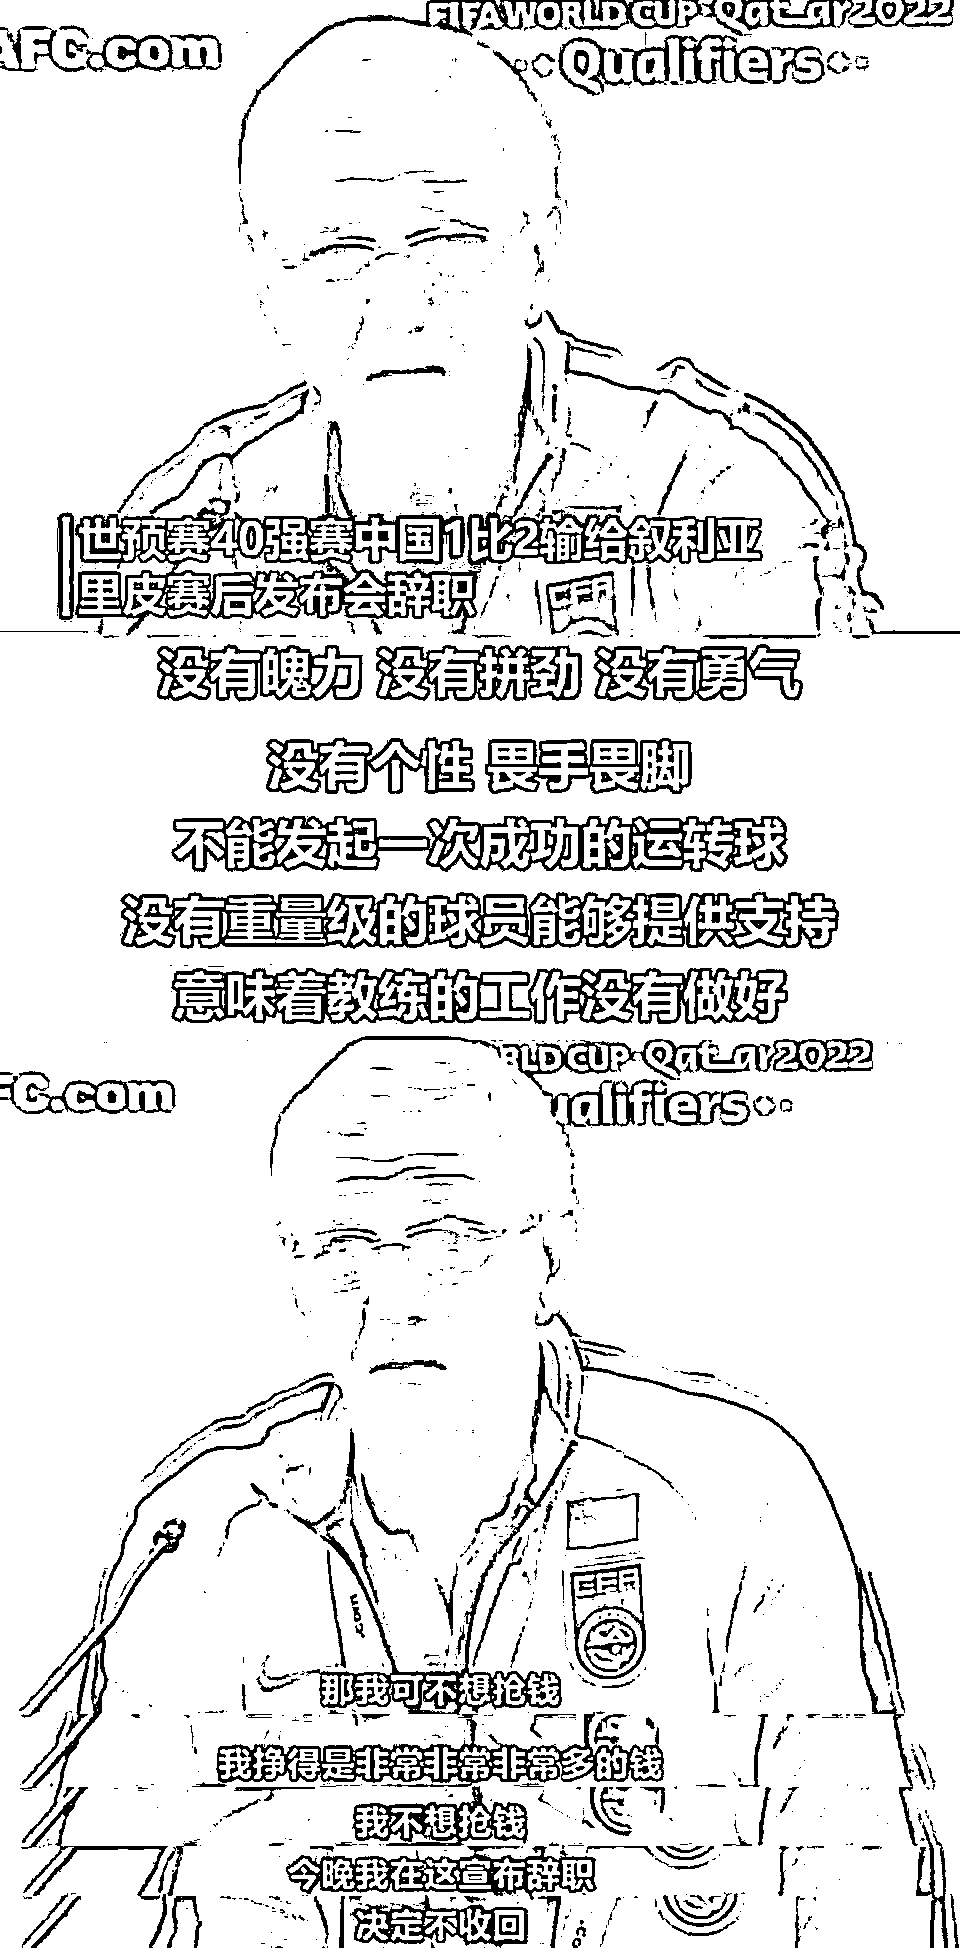 FIFA WORLD CUP Qatar2022
AFC.com
Qualifiers
世预赛40强赛中国1比2输给叙利亚
里皮赛后发布会辞职
没有魄力 没有拼劲 没有勇气
没有个性 畏手畏脚
不能发起一次成功的运转球
没有重量级的球员能够提供支持
意味着教练的工作没有做好
RLD CUP Qatar2022
FC.com
ualifiers
CFA
.com
那我可不想抢钱
我挣得是非常非常非常多的钱
我不想抢钱
今晚我在这宣布辞职
决定不收回